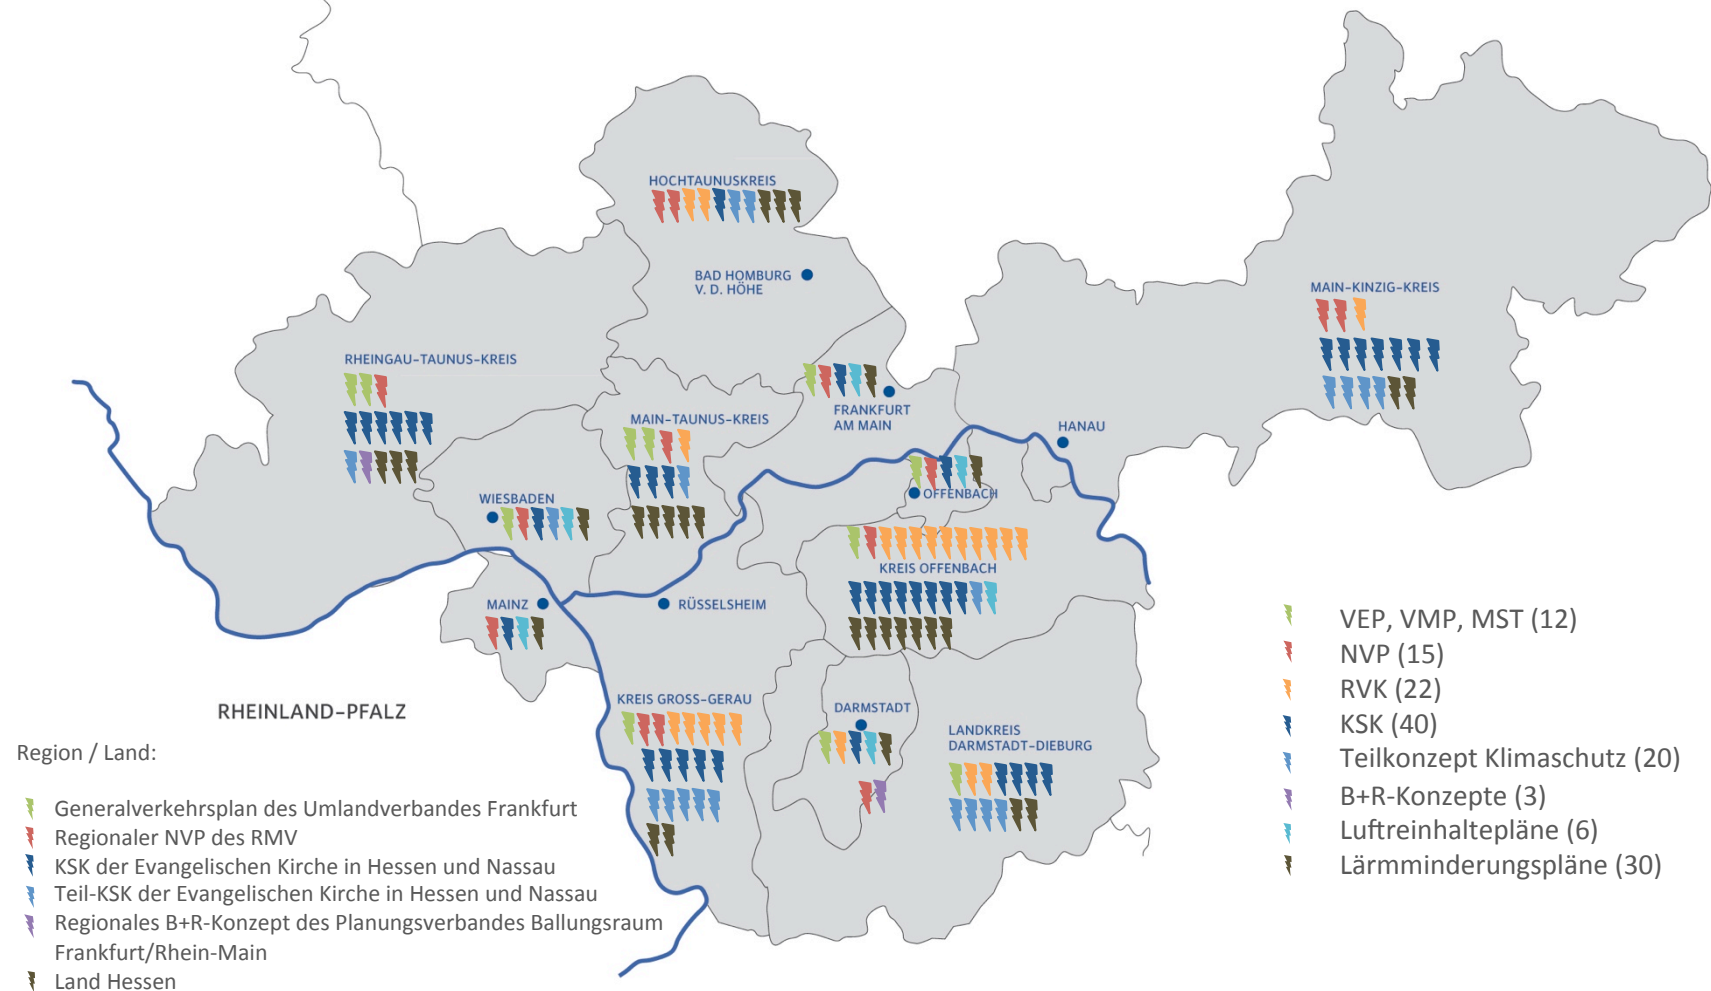 HOCHTAUNUSKREIS
BAD HOMBURG
V. D. HÖHE
MAIN-KINZIG-KREIS
RHEINGAU-TAUNUS-KREIS
MAIN-TAUNUS-KREIS
FRANKFURT
AM MAIN
HANAU
WIESBADEN
OFFENBACH
KREIS OFFENBACH
MAINZ
RÜSSELSHEIM
KREIS GROSS-GERAU
DARMSTADT
LANDKREIS
DARMSTADT-DIEBURG
RHEINLAND-PFALZ
Region / Land:
Generalverkehrsplan des Umlandverbandes Frankfurt
Regionaler NVP des RMV
KSK der Evangelischen Kirche in Hessen und Nassau
Teil-KSK der Evangelischen Kirche in Hessen und Nassau
Regionales B+R-Konzept des Planungsverbandes Ballungsraum
Frankfurt/Rhein-Main
Land Hessen
VEP, VMP, MST (12)
NVP (15)
RVK (22)
KSK (40)
Teilkonzept Klimaschutz (20)
B+R-Konzepte (3)
Luftreinhaltepläne (6)
Lärmminderungspläne (30)